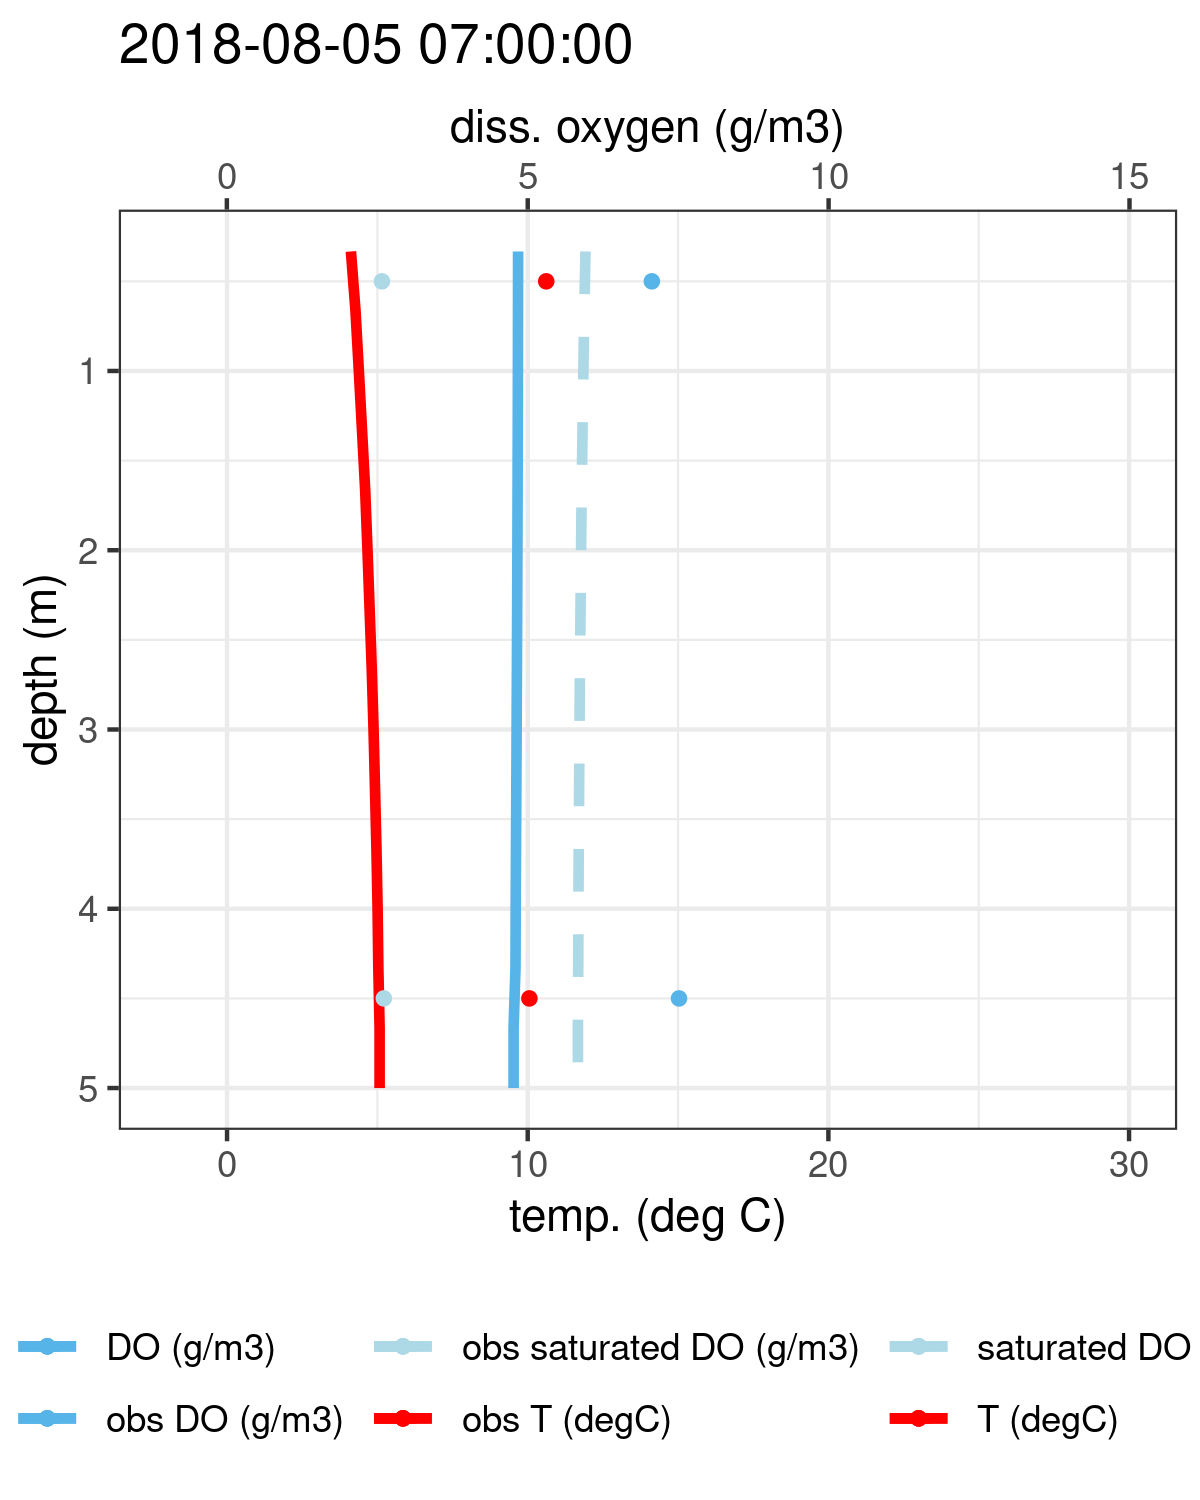 2018-08-05 07:00:00
diss. oxygen (g/m3)
0 5 10 15
depth (m)
1
2
3
4
5
0 10 20 30
temp. (deg C)
DO (g/m3) obs saturated DO (g/m3) saturated DO
obs DO (g/m3) obs T (degC) T (degC)